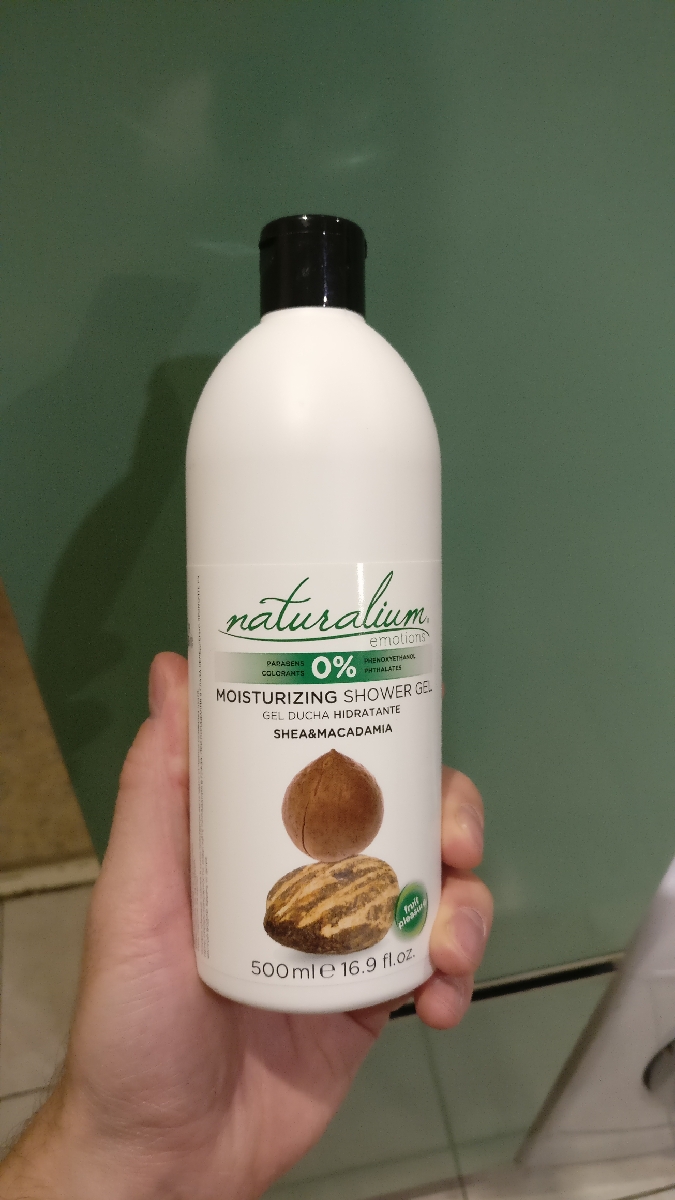 naturalium
emotions
PARABENS
COLORANTS
0%
PHENOXYETHANOL
PHTHALATES
MOISTURIZING SHOWER GEL
GEL DUCHA HIDRATANTE
SHEA&MACADAMIA
fruit
pleasure
500ml e 16.9 fl.oz.